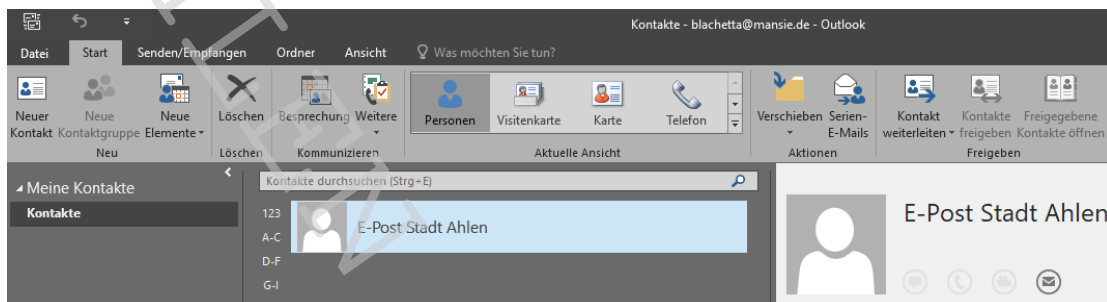 Kontakte - blachetta@mansie.de - Outlook
Datei Start Senden/Empfangen Ordner Ansicht Was möchten Sie tun?
Neuer Kontakt
Neue Kontaktgruppe
Neue Elemente
Löschen
Besprechung
Weitere
Personen
Visitenkarte
Karte
Telefon
Verschieben
Serien-E-Mails
Kontakt weiterleiten
Kontakte freigeben
Freigegebene Kontakte öffnen
Neu Löschen Kommunizieren Aktuelle Ansicht Aktionen Freigeben
Meine Kontakte
Kontakte
Kontakte durchsuchen (Strg+E)
123
A-C
D-F
G-I
E-Post Stadt Ahlen
E-Post Stadt Ahlen